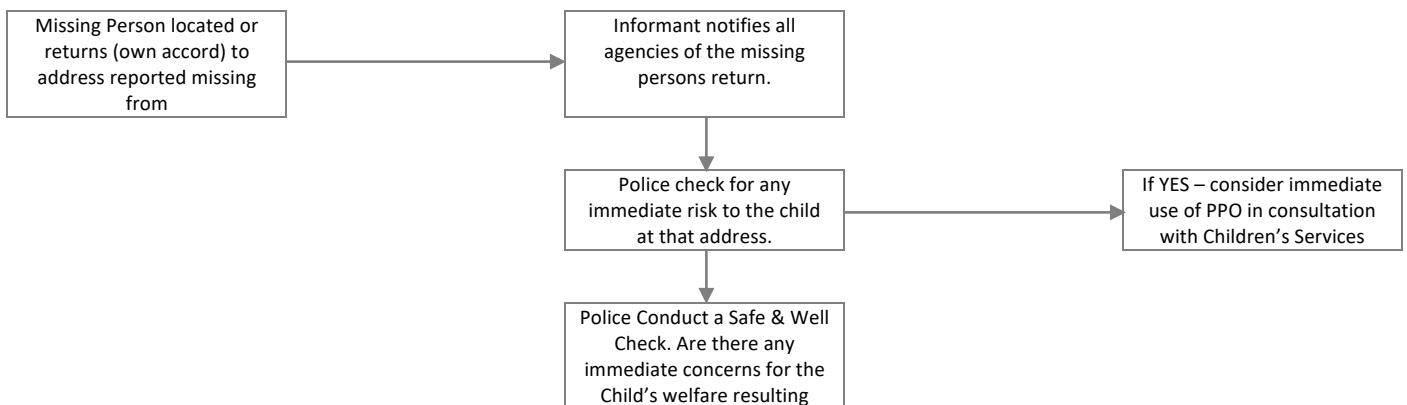 Missing Person located or
returns (own accord) to
address reported missing
from
Informant notifies all
agencies of the missing
persons return.
Police check for any
immediate risk to the child
at that address.
If YES – consider immediate
use of PPO in consultation
with Children’s Services
Police Conduct a Safe & Well
Check. Are there any
immediate concerns for the
Child’s welfare resulting